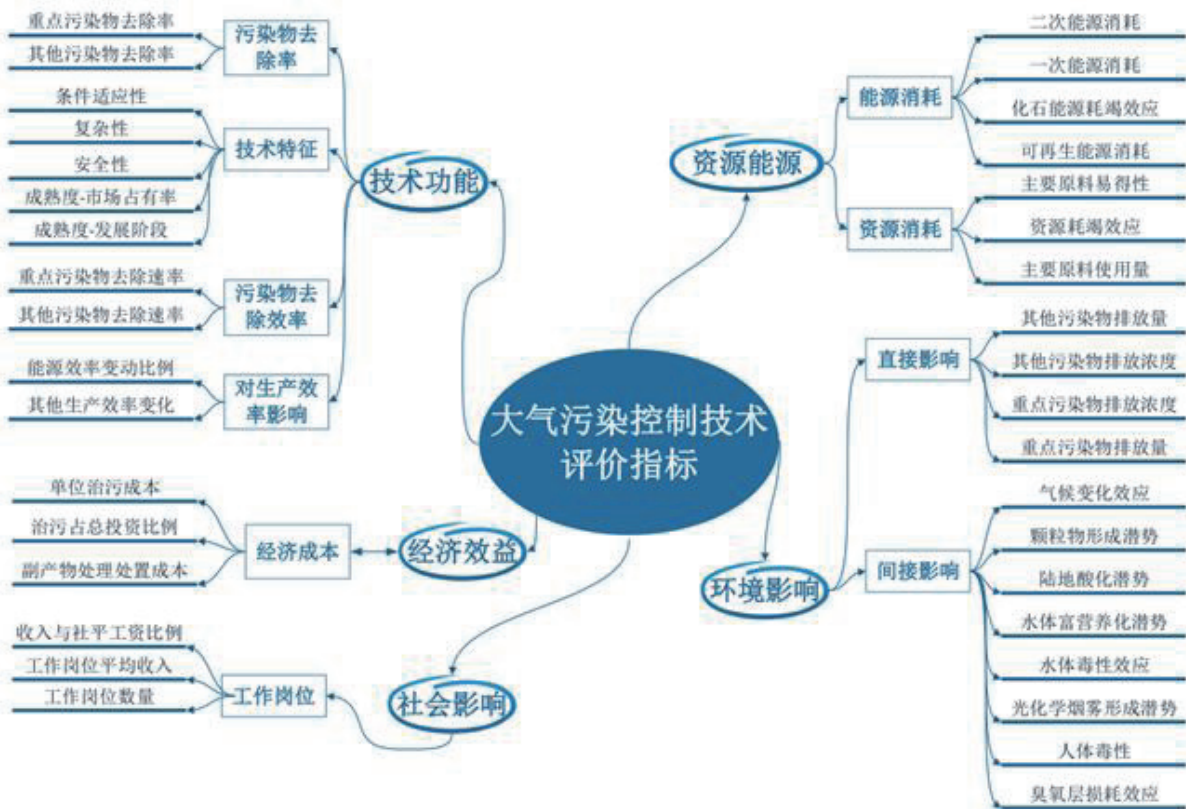 大气污染控制技术
评价指标
技术功能
污染物去
除率
重点污染物去除率
其他污染物去除率
技术特征
条件适应性
复杂性
安全性
成熟度-市场占有率
成熟度-发展阶段
污染物去
除效率
重点污染物去除速率
其他污染物去除速率
对生产效
率影响
能源效率变动比例
其他生产效率变化
经济效益
经济成本
单位治污成本
治污占总投资比例
副产物处理处置成本
社会影响
工作岗位
收入与社平工资比例
工作岗位平均收入
工作岗位数量
资源能源
能源消耗
二次能源消耗
一次能源消耗
化石能源耗竭效应
可再生能源消耗
资源消耗
主要原料易得性
资源耗竭效应
主要原料使用量
环境影响
直接影响
其他污染物排放量
其他污染物排放浓度
重点污染物排放浓度
重点污染物排放量
间接影响
气候变化效应
颗粒物形成潜势
陆地酸化潜势
水体富营养化潜势
水体毒性效应
光化学烟雾形成潜势
人体毒性
臭氧层损耗效应